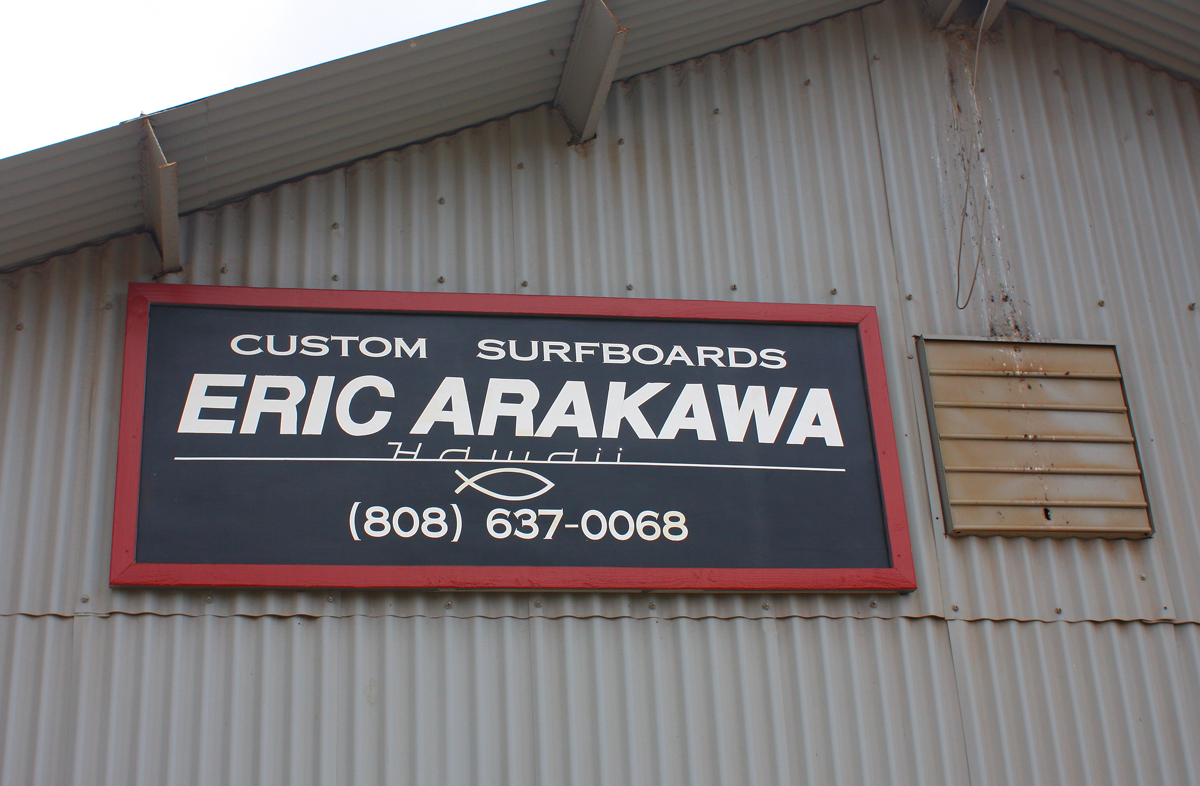 CUSTOM SURFBOARDS
ERIC ARAKAWA
Hawaii
(808) 637-0068